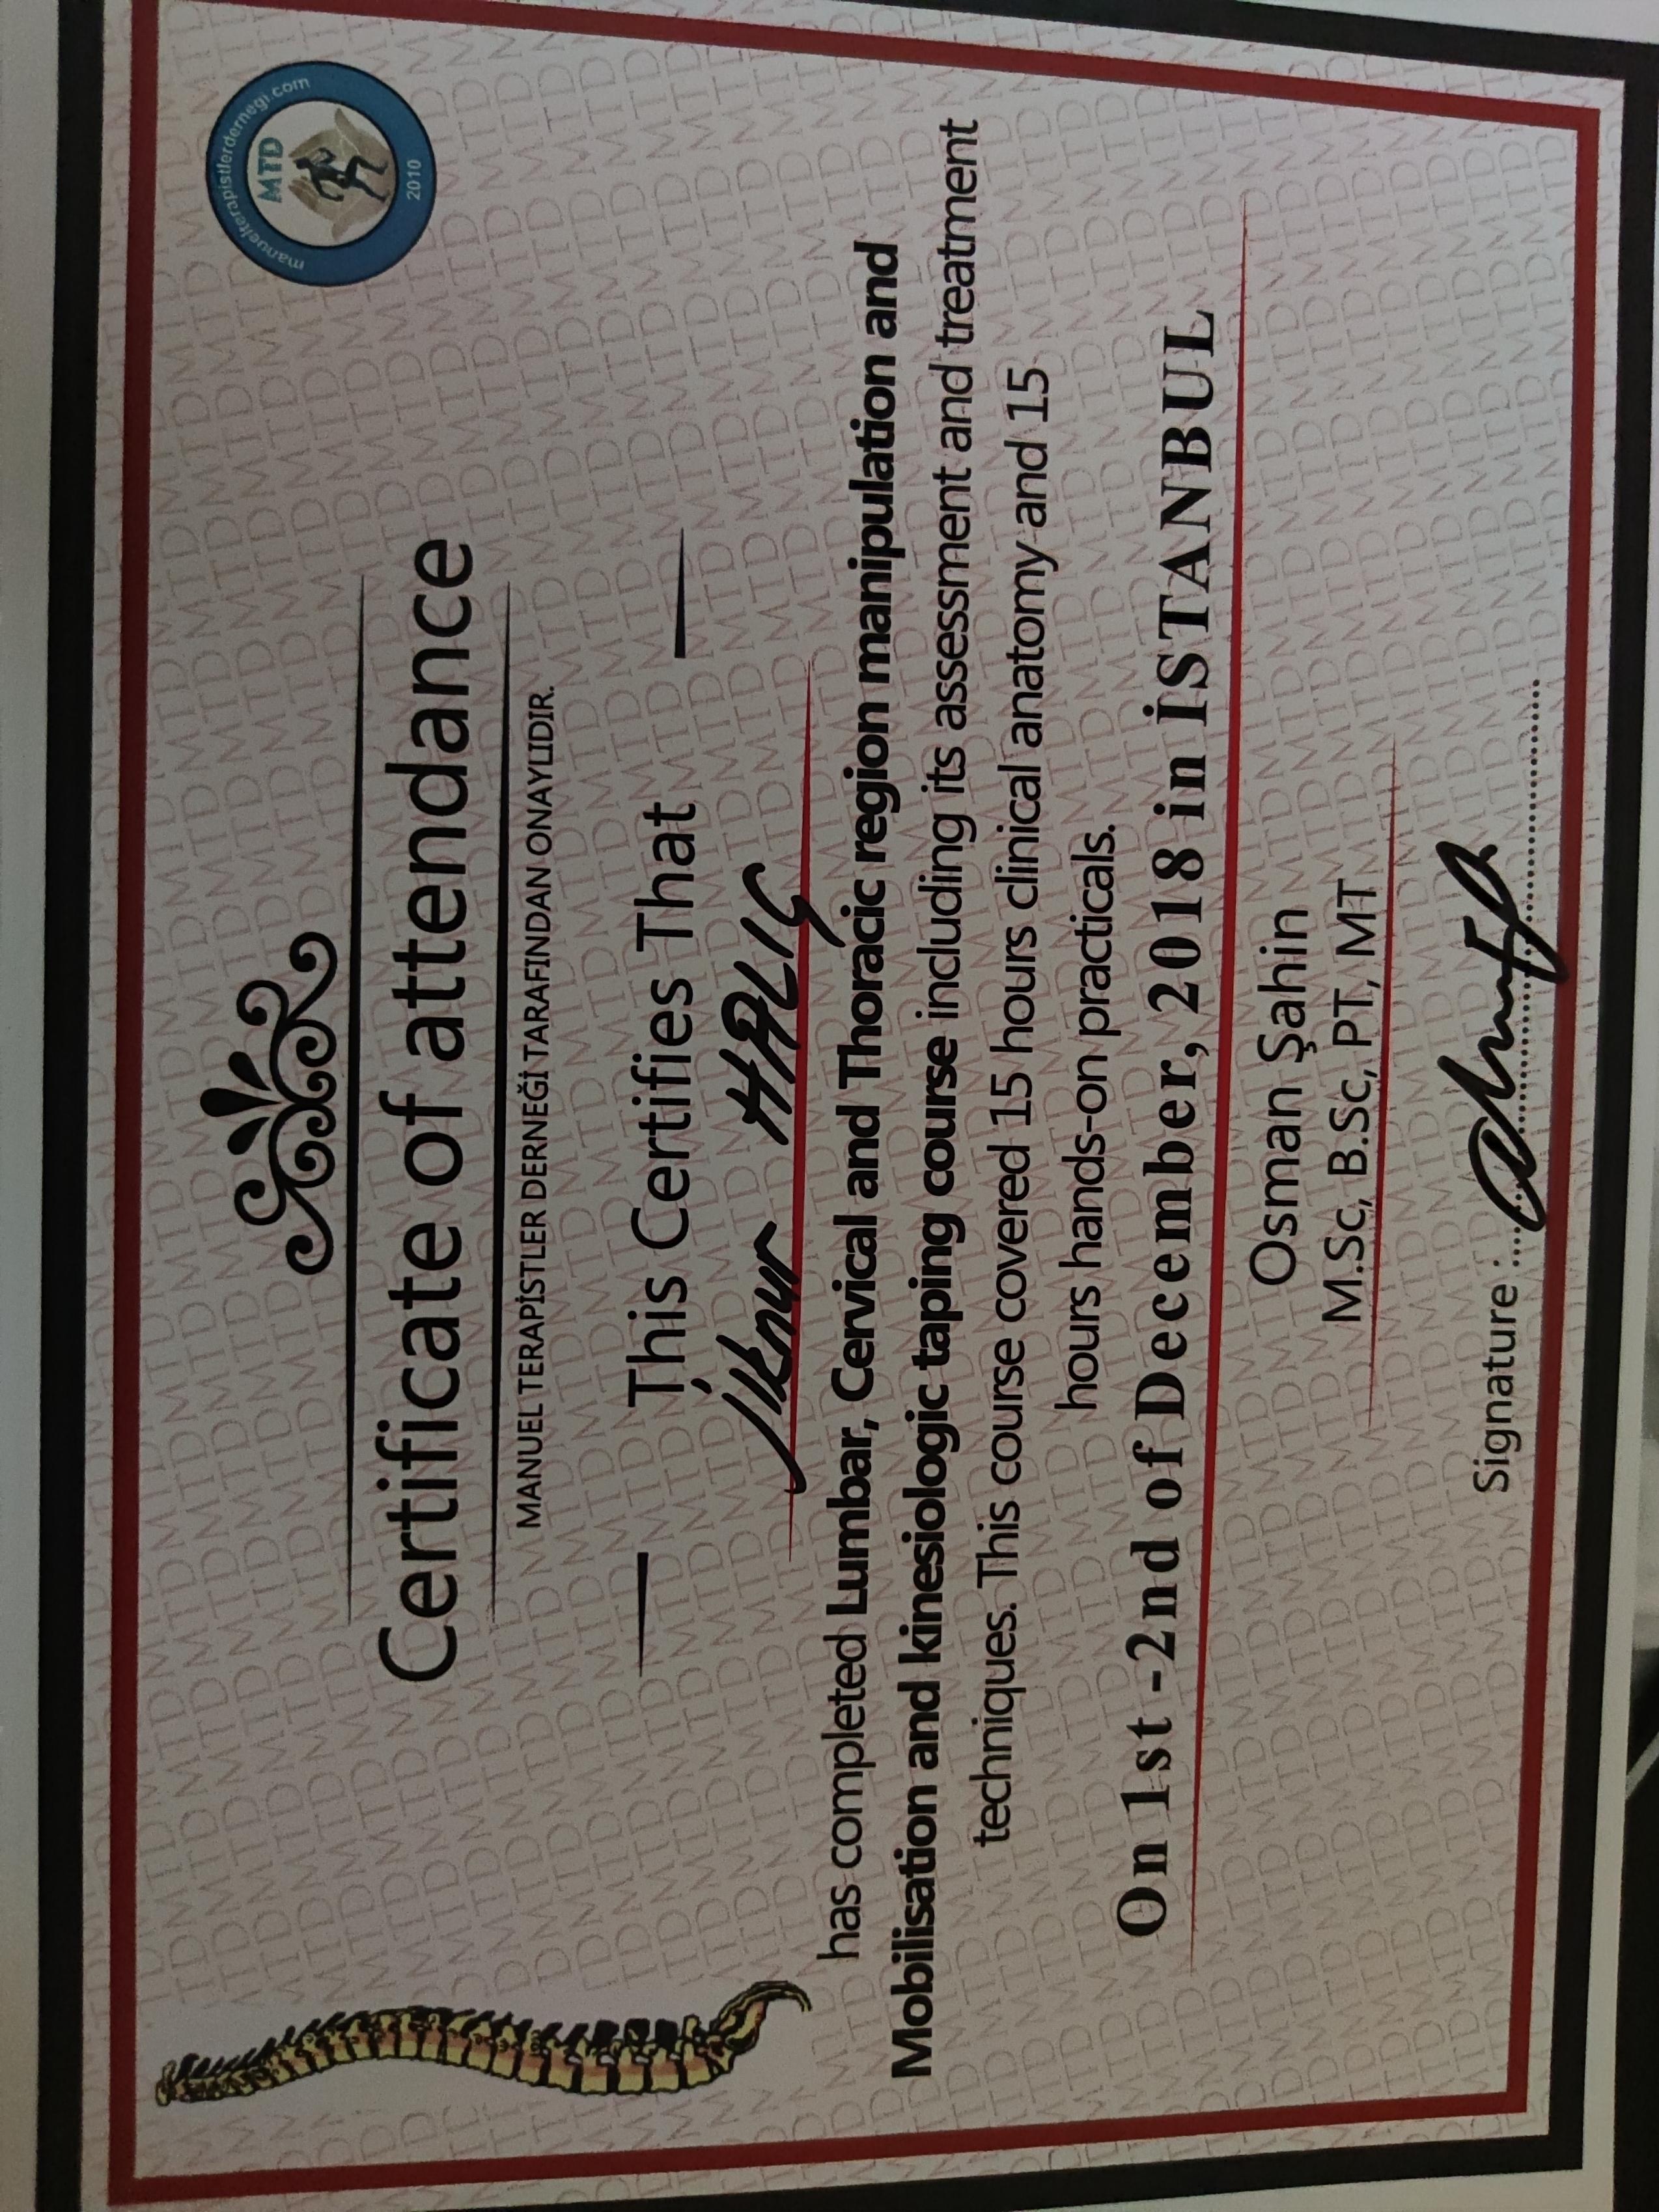 manuelterapistlerdernegi.com
MTD
2010
Certificate of attendance
MANUEL TERAPİSTLER DERNEĞİ TARAFINDAN ONAYLIDIR.
This Certifies That
İlknur HALIÇ
has completed Lumbar, Cervical and Thoracic region manipulation and
Mobilisation and kinesiologic taping course including its assessment and treatment
techniques. This course covered 15 hours clinical anatomy and 15
hours hands-on practicals.
On 1st -2nd of December, 2018 in İSTANBUL
Osman Şahin
M.Sc, B.Sc, PT, MT
Signature :